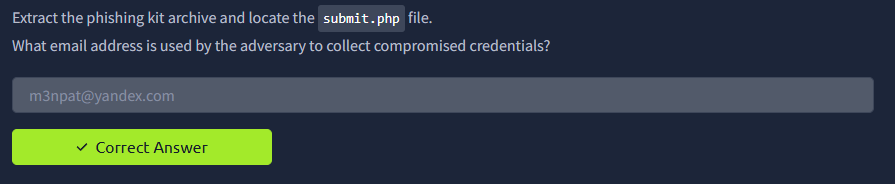 Extract the phishing kit archive and locate the submit.php file.
What email address is used by the adversary to collect compromised credentials?
m3npat@yandex.com
✓ Correct Answer